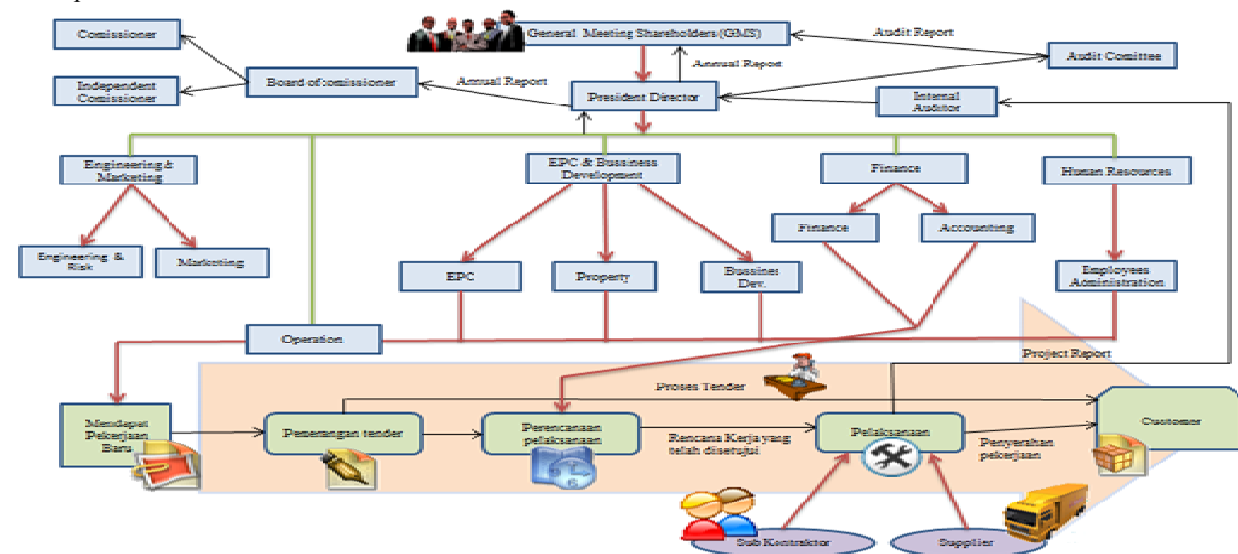 Comissioner
General Meeting Shareholders (GMS)
Audit Report
Audit Comittee
Annual Report
Independent
Comissioner
Board of comissioner
Annual Report
President Director
Internal
Auditor
Engineering &
Marketing
EPC & Bussiness
Development
Finance
Human Resources
Finance
Accounting
Engineering &
Risk
Marketing
EPC
Property
Bussines
Dev.
Employees
Administration
Operation
Project Report
Proses Tender
Mendapat
Pekerjaan
Baru
Pemenangan tender
Perencanaan
pelaksanaan
Rencana Kerja yang
telah disetujui
Pelaksanaan
Penyerahan
pekerjaan
Customer
Sub Kontraktor
Supplier